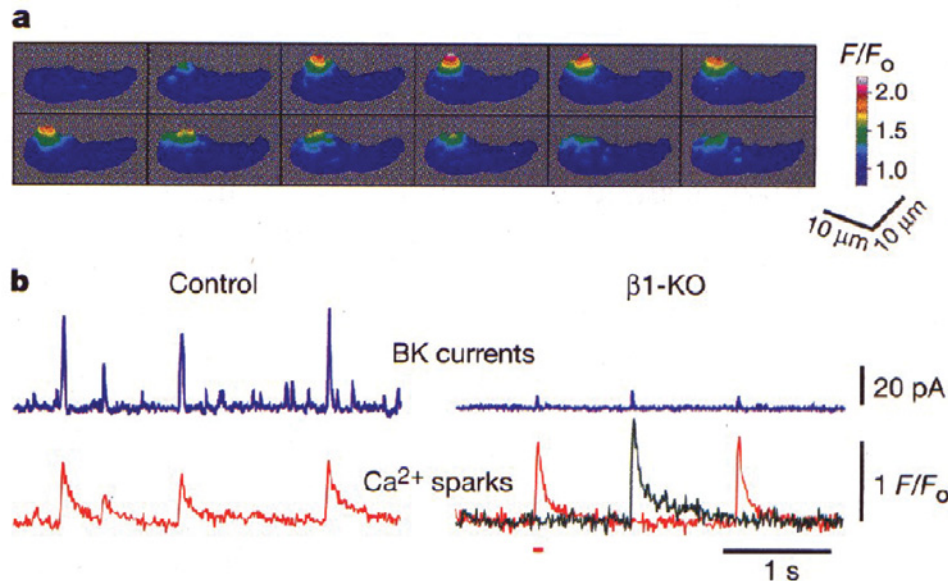 a
F/Fo
2.0
1.5
1.0
10 μm
10 μm
b
Control
β1-KO
BK currents
20 pA
Ca2+ sparks
1 F/Fo
1 s